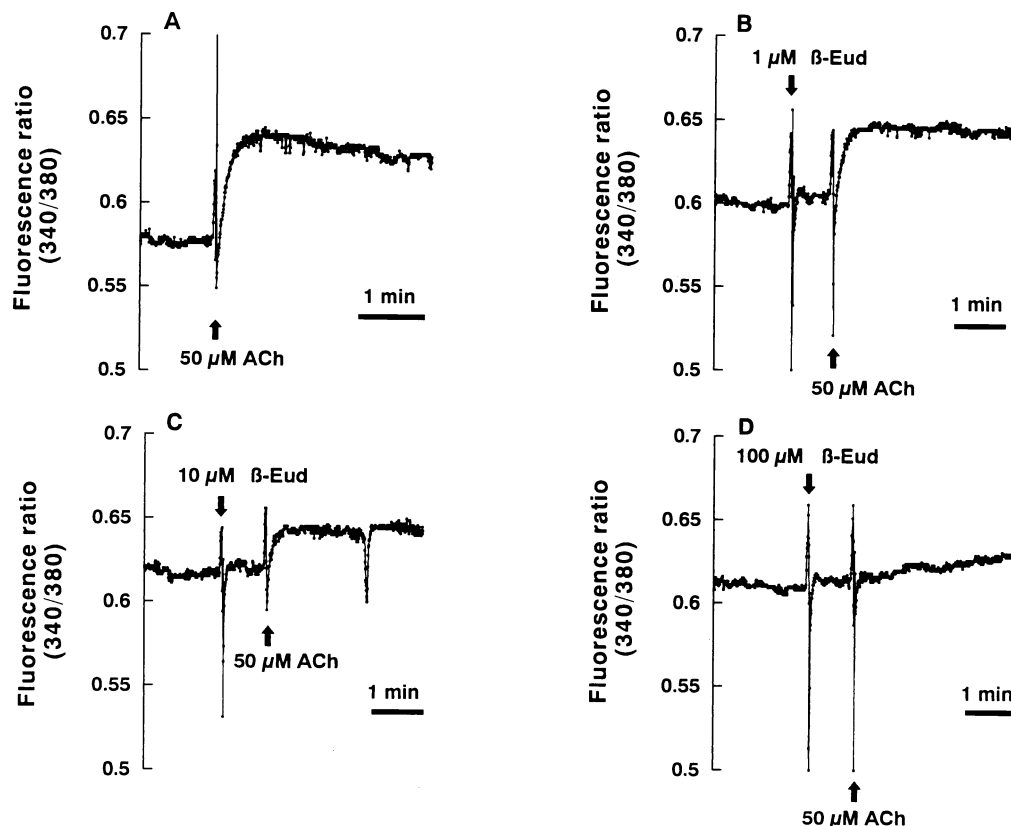 A
Fluorescence ratio
(340/380)
0.7
0.65
0.6
0.55
0.5
1 min
50 µM ACh
B
Fluorescence ratio
(340/380)
0.7
0.65
0.6
0.55
0.5
1 µM ß-Eud
1 min
50 µM ACh
C
Fluorescence ratio
(340/380)
0.7
0.65
0.6
0.55
0.5
10 µM ß-Eud
50 µM ACh
1 min
D
Fluorescence ratio
(340/380)
0.7
0.65
0.6
0.55
0.5
100 µM ß-Eud
1 min
50 µM ACh